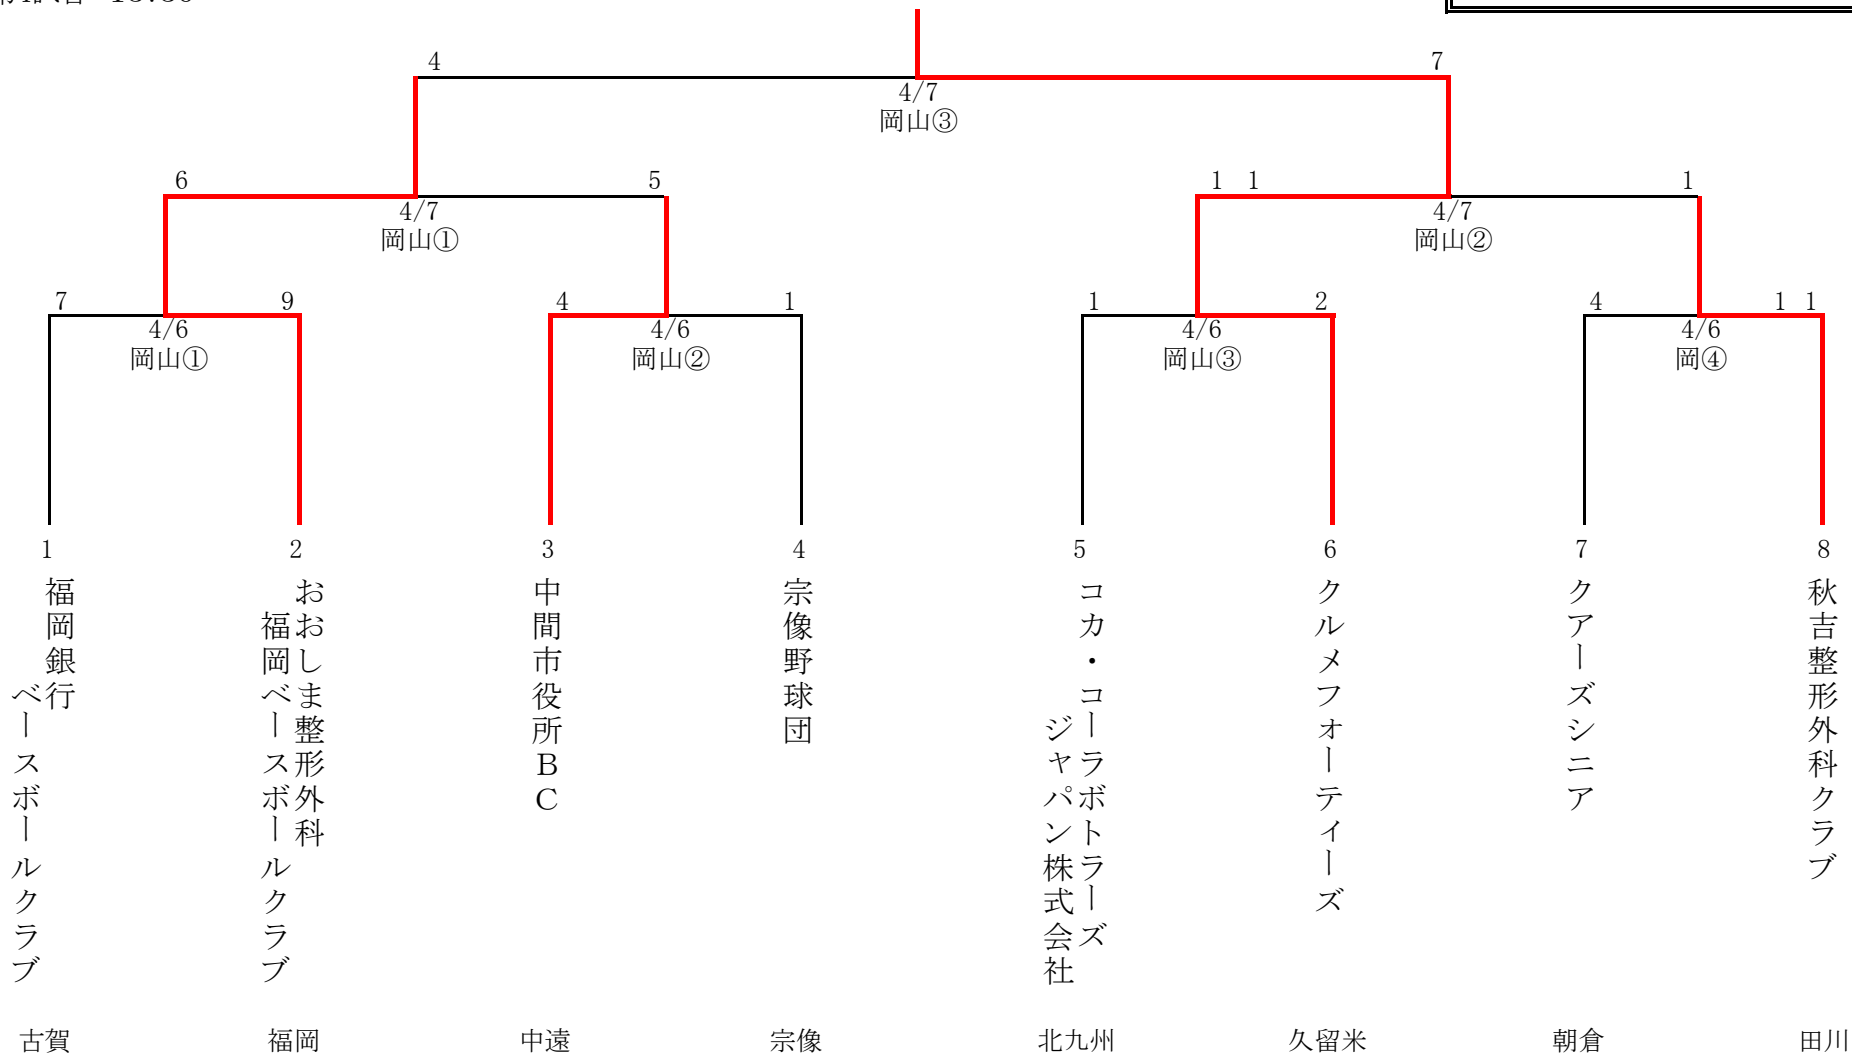 13:30
4 7
4/7
岡山③
6 5 1 1 1
4/7 4/7
岡山① 岡山②
7 9 4 1 1 2 4 1 1
4/6 4/6 4/6 4/6
岡山① 岡山② 岡山③ 岡④
1 2 3 4 5 6 7 8
福岡銀行
ベースボールクラブ
おおしま整形外科
福岡ベースボールクラブ
中間市役所BC
宗像野球団
コカ・コーラボトラーズ
ジャパン株式会社
クルメフォーティーズ
クアーズシニア
秋吉整形外科クラブ
古賀 福岡 中遠 宗像 北九州 久留米 朝倉 田川